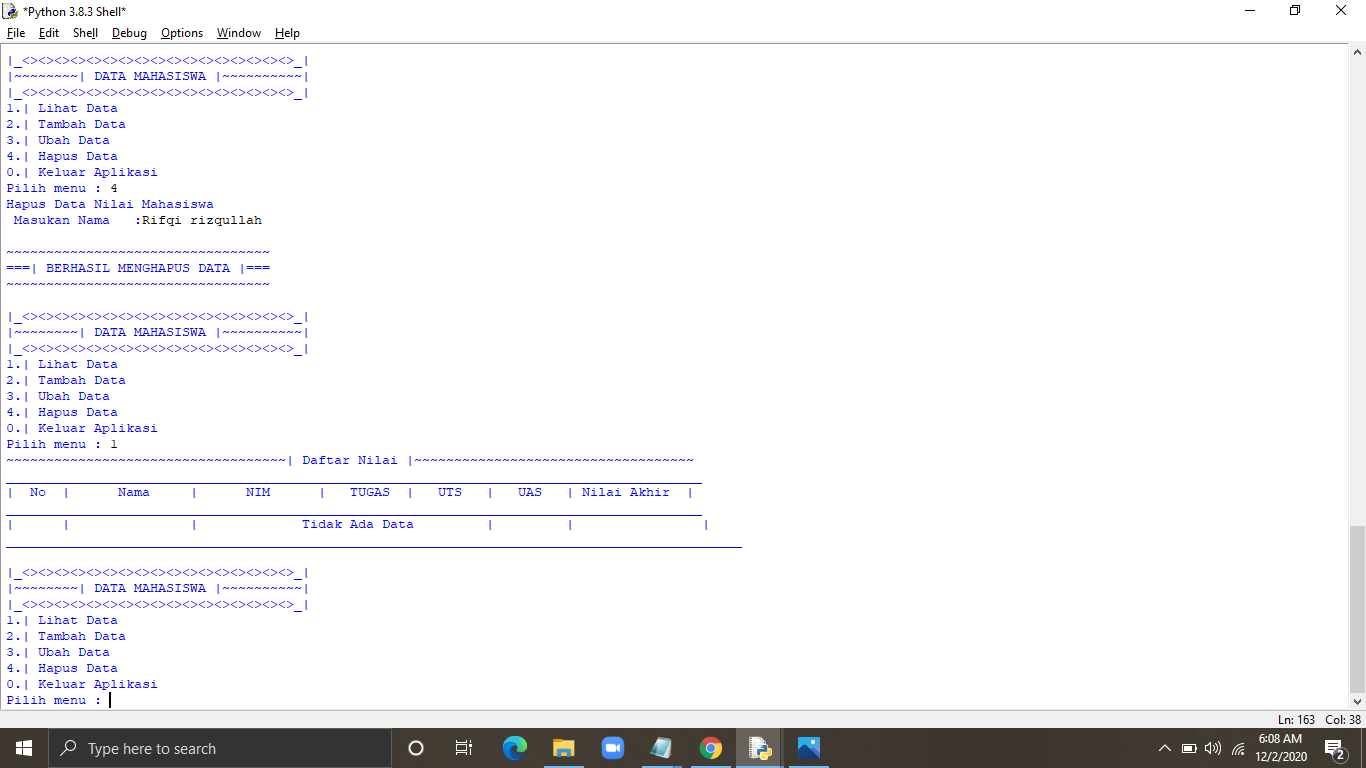 *Python 3.8.3 Shell*
File Edit Shell Debug Options Window Help
|_<><><><><><><><><><><><><><><><><>_|
|~~~~~~~~| DATA MAHASISWA |~~~~~~~~~~|
|_<><><><><><><><><><><><><><><><><>_|
1.| Lihat Data
2.| Tambah Data
3.| Ubah Data
4.| Hapus Data
0.| Keluar Aplikasi
Pilih menu : 4
Hapus Data Nilai Mahasiswa
Masukan Nama :Rifqi rizqullah
~~~~~~~~~~~~~~~~~~~~~~~~~~~~~~~~~
===| BERHASIL MENGHAPUS DATA |===
~~~~~~~~~~~~~~~~~~~~~~~~~~~~~~~~~
|_<><><><><><><><><><><><><><><><><>_|
|~~~~~~~~| DATA MAHASISWA |~~~~~~~~~~|
|_<><><><><><><><><><><><><><><><><>_|
1.| Lihat Data
2.| Tambah Data
3.| Ubah Data
4.| Hapus Data
0.| Keluar Aplikasi
Pilih menu : 1
~~~~~~~~~~~~~~~~~~~~~~~~~~~~~~~~~~~| Daftar Nilai |~~~~~~~~~~~~~~~~~~~~~~~~~~~~~~~~~~~
| No | Nama | NIM | TUGAS | UTS | UAS | Nilai Akhir |
| | | Tidak Ada Data | | |
|_<><><><><><><><><><><><><><><><><>_|
|~~~~~~~~| DATA MAHASISWA |~~~~~~~~~~|
|_<><><><><><><><><><><><><><><><><>_|
1.| Lihat Data
2.| Tambah Data
3.| Ubah Data
4.| Hapus Data
0.| Keluar Aplikasi
Pilih menu :
Ln: 163 Col: 38
Type here to search
6:08 AM
12/2/2020
2